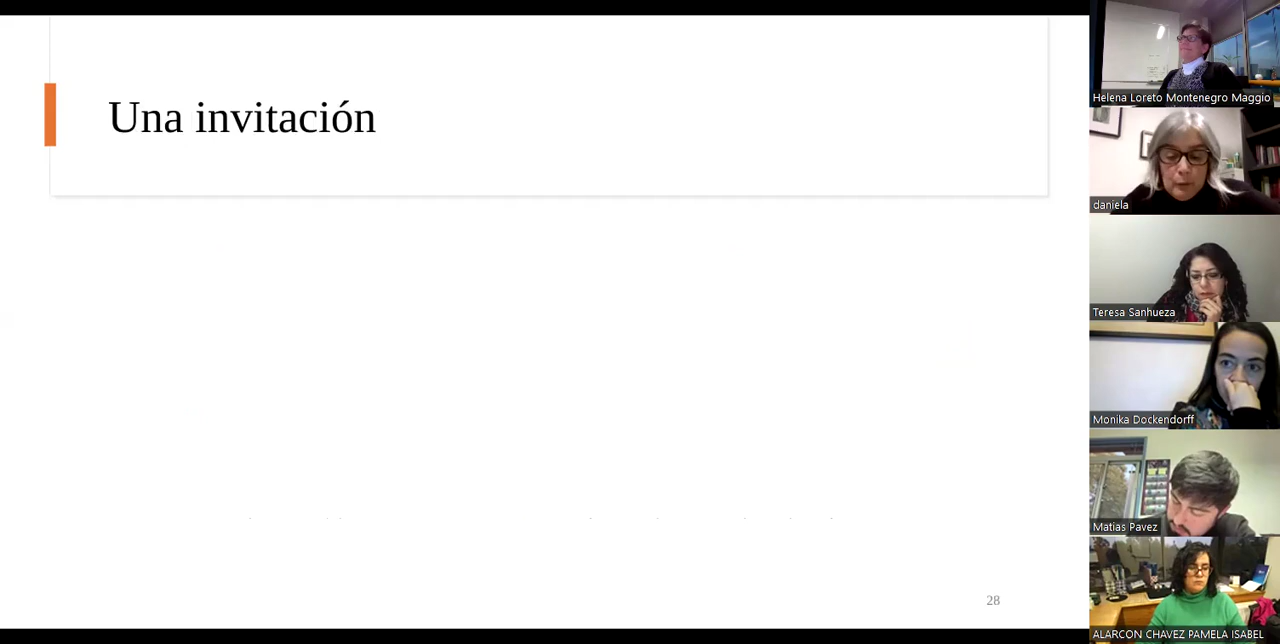 Una invitación
28
Helena Loreto Montenegro Maggio
daniela
Teresa Sanhueza
Monika Dockendorff
Matias Pavez
ALARCON CHAVEZ PAMELA ISABEL